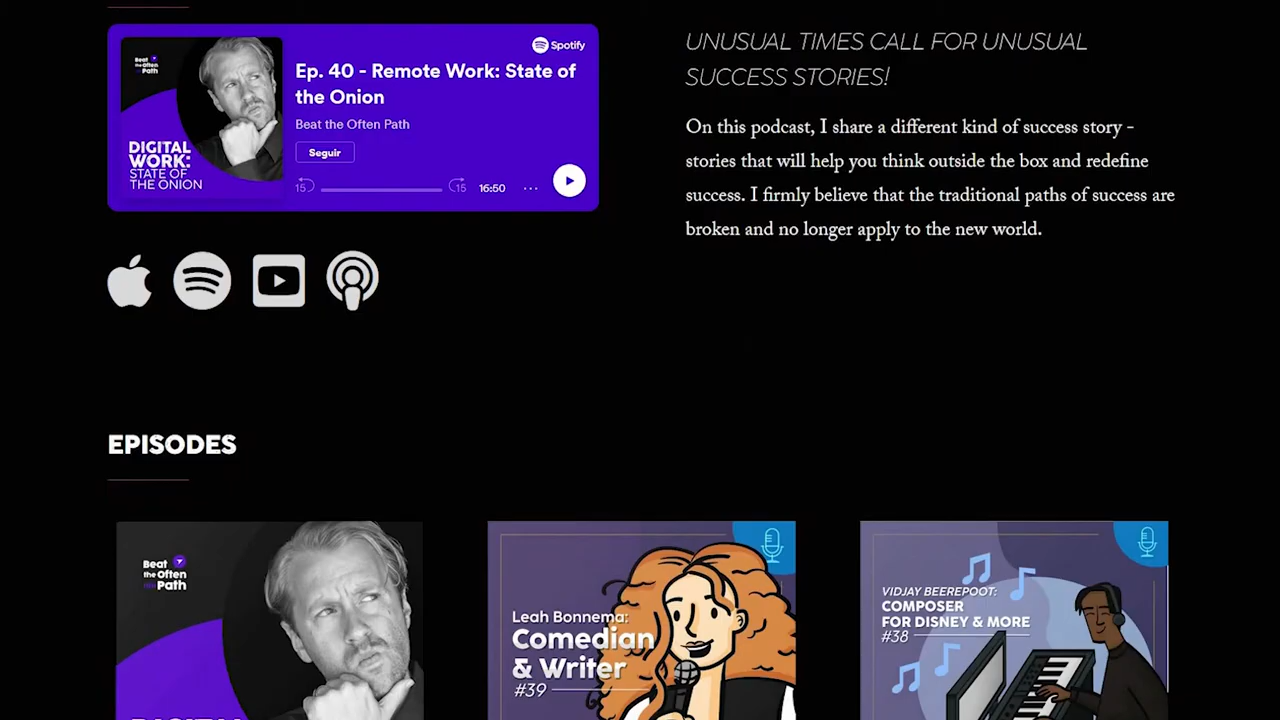 Beat
the Often
Path
DIGITAL
WORK:
STATE OF
THE ONION
Spotify
Ep. 40 - Remote Work: State of
the Onion
Beat the Often Path
Seguir
15
15
16:50
...
UNUSUAL TIMES CALL FOR UNUSUAL
SUCCESS STORIES!
On this podcast, I share a different kind of success story -
stories that will help you think outside the box and redefine
success. I firmly believe that the traditional paths of success are
broken and no longer apply to the new world.
EPISODES
Beat
the Often
Path
DIGITAL
Leah Bonnema:
Comedian
& Writer
#39
VIDJAY BEEREPOOT:
COMPOSER
FOR DISNEY & MORE
#38